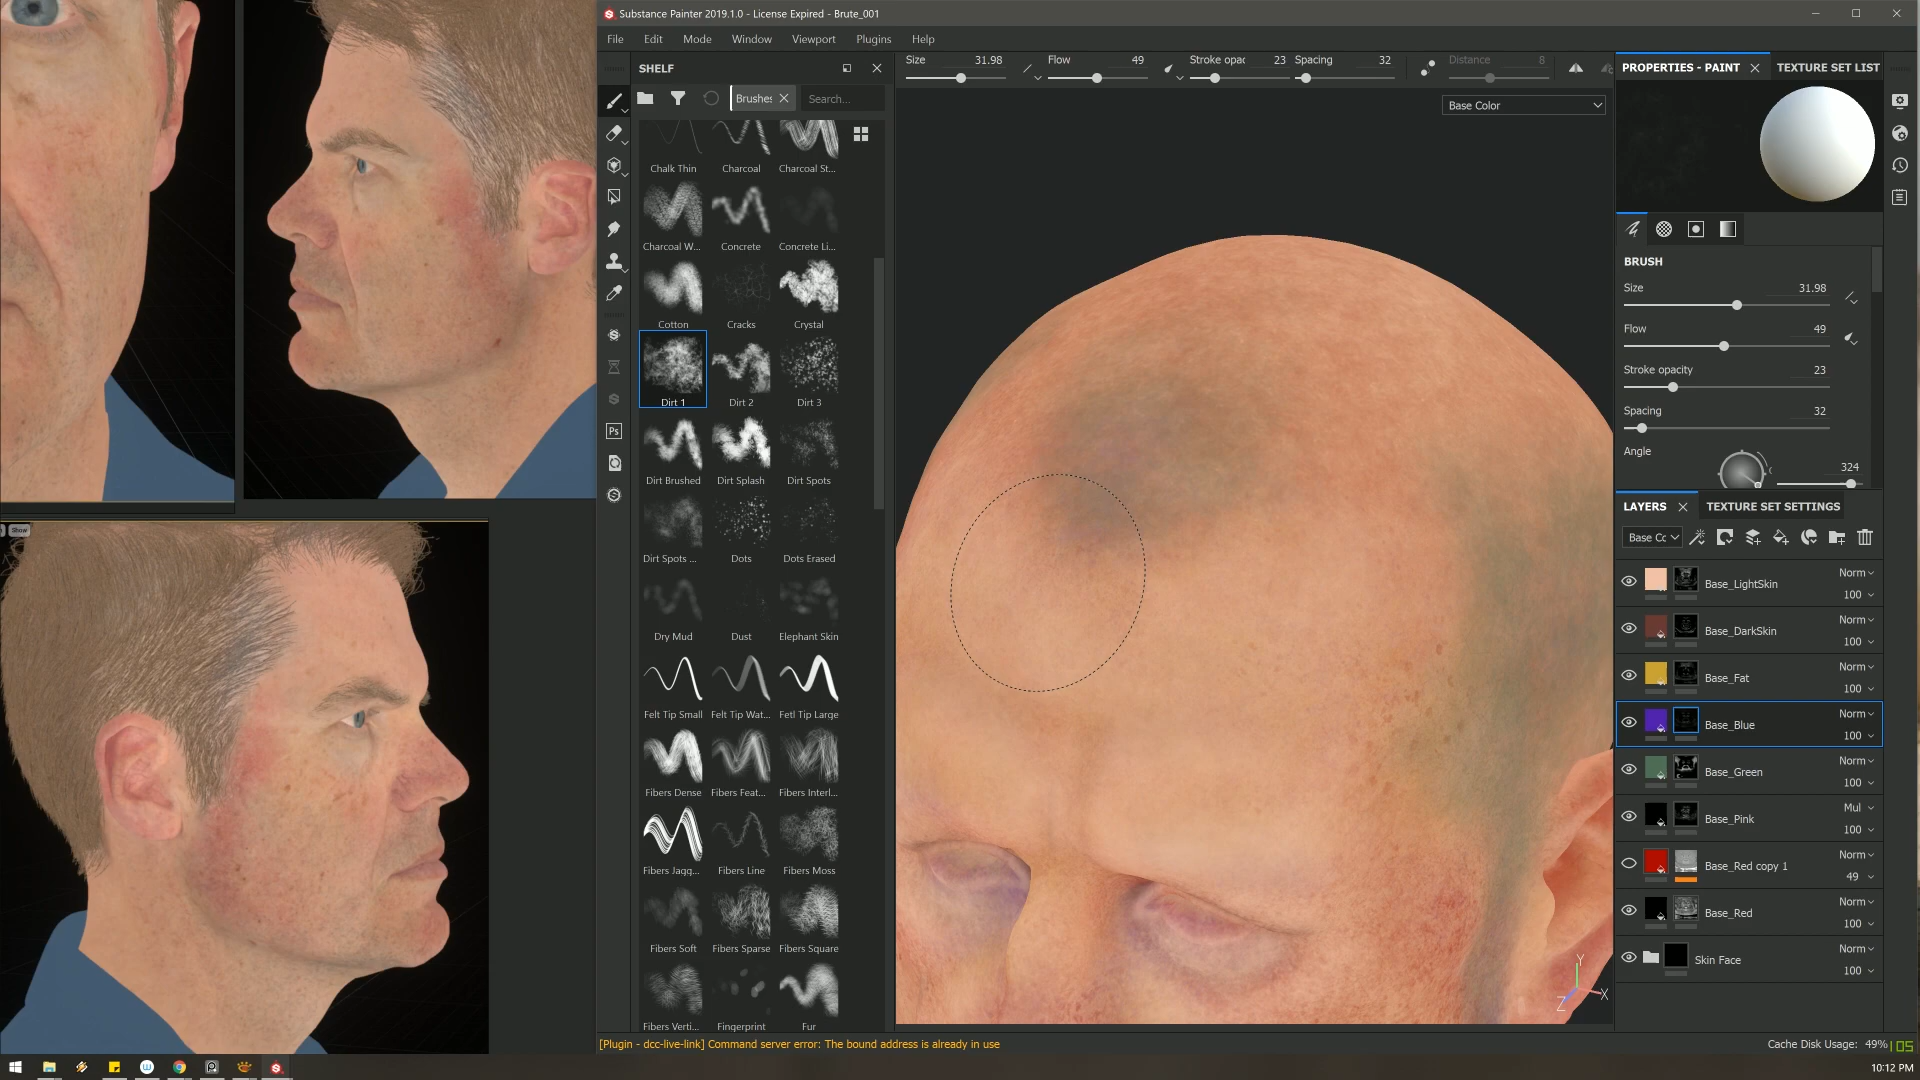 Show
Substance Painter 2019.1.0 - License Expired - Brute_001
File Edit Mode Window Viewport Plugins Help
SHELF
Brushes
Search...
Chalk Thin Charcoal Charcoal St...
Charcoal W... Concrete Concrete Li...
Cotton Cracks Crystal
Dirt 1 Dirt 2 Dirt 3
Dirt Brushed Dirt Splash Dirt Spots
Dirt Spots ... Dots Dots Erased
Dry Mud Dust Elephant Skin
Felt Tip Small Felt Tip Wat... Fetl Tip Large
Fibers Dense Fibers Feat... Fibers Interl...
Fibers Jagg... Fibers Line Fibers Moss
Fibers Soft Fibers Sparse Fibers Square
Fibers Verti... Fingerprint Fur
Ps
Size 31.98 Flow 49 Stroke opac 23 Spacing 32 Distance 8
Base Color
Y
X
Z
PROPERTIES - PAINT TEXTURE SET LIST
BRUSH
Size 31.98
Flow 49
Stroke opacity 23
Spacing 32
Angle 324
LAYERS TEXTURE SET SETTINGS
Base Cc
Base_LightSkin Norm 100
Base_DarkSkin Norm 100
Base_Fat Norm 100
Base_Blue Norm 100
Base_Green Norm 100
Base_Pink Mul 100
Base_Red copy 1 Norm 49
Base_Red Norm 100
Skin Face Norm 100
[Plugin - dcc-live-link] Command server error: The bound address is already in use
Cache Disk Usage: 49%
105
10:12 PM